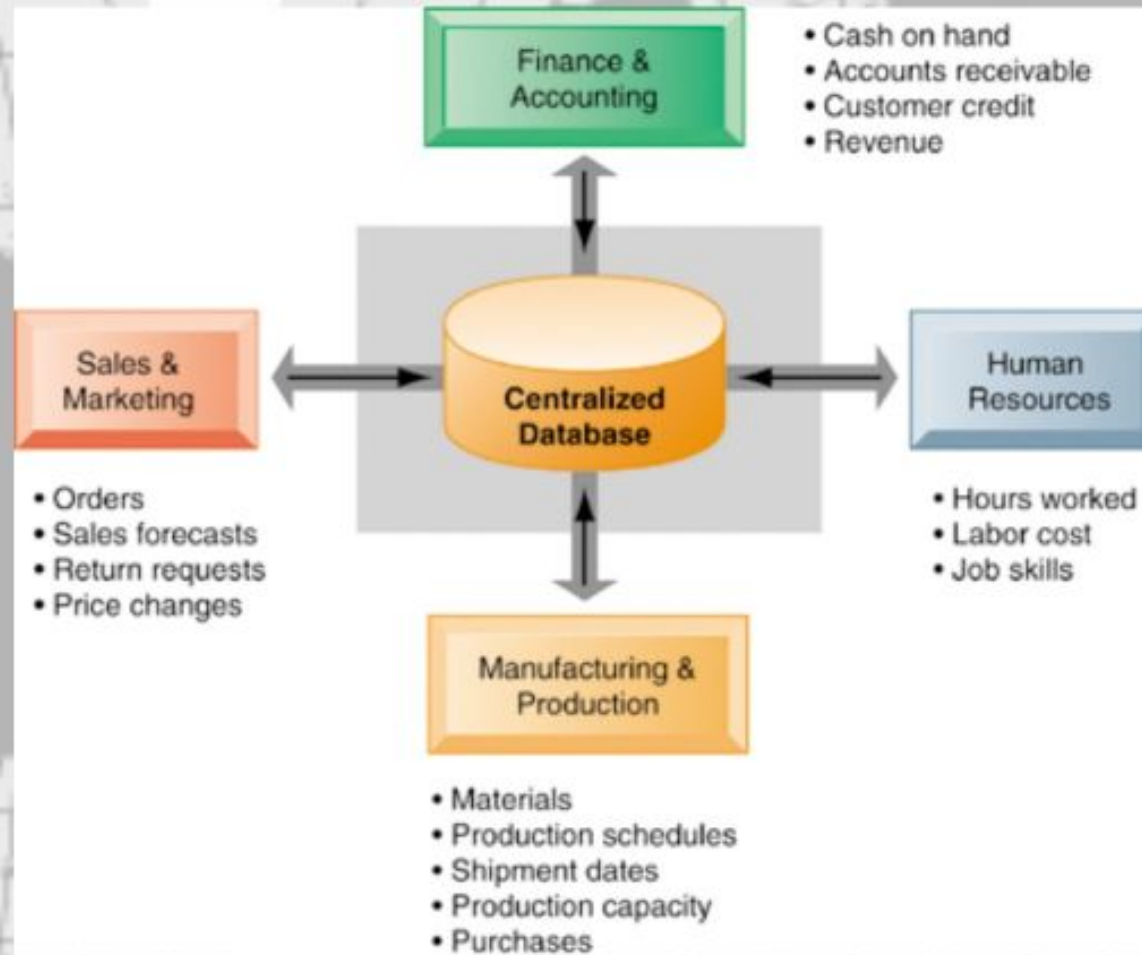 Finance &
Accounting
• Cash on hand
• Accounts receivable
• Customer credit
• Revenue
Sales &
Marketing
Centralized
Database
Human
Resources
• Orders
• Sales forecasts
• Return requests
• Price changes
• Hours worked
• Labor cost
• Job skills
Manufacturing &
Production
• Materials
• Production schedules
• Shipment dates
• Production capacity
• Purchases